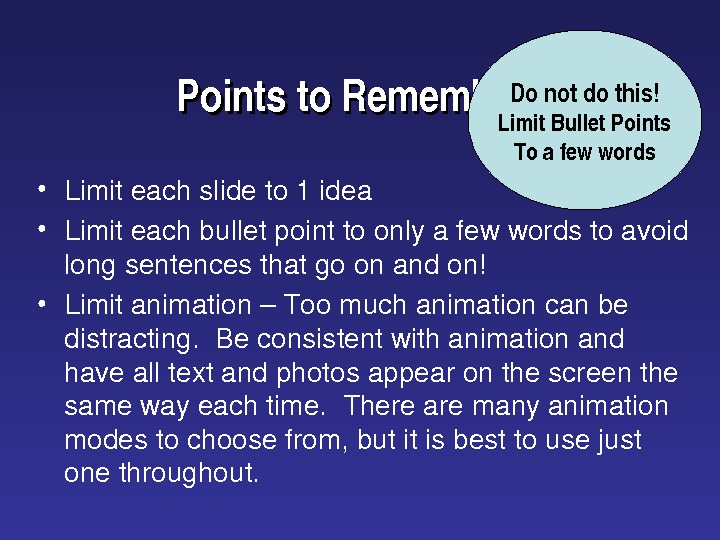 Points to Remem
Do not do this!
Limit Bullet Points
To a few words
• Limit each slide to 1 idea
• Limit each bullet point to only a few words to avoid
long sentences that go on and on!
• Limit animation – Too much animation can be
distracting.  Be consistent with animation and
have all text and photos appear on the screen the
same way each time.  There are many animation
modes to choose from, but it is best to use just
one throughout.